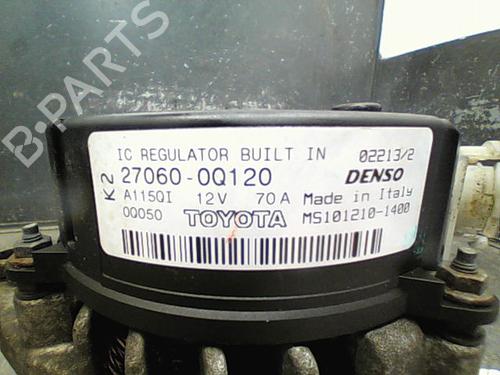 B-PARTS
IC REGULATOR BUILT IN 02213/2
K2 27060-0Q120 DENSO
A115QI 12V 70A Made in Italy
0Q050 TOYOTA MS101210-1400